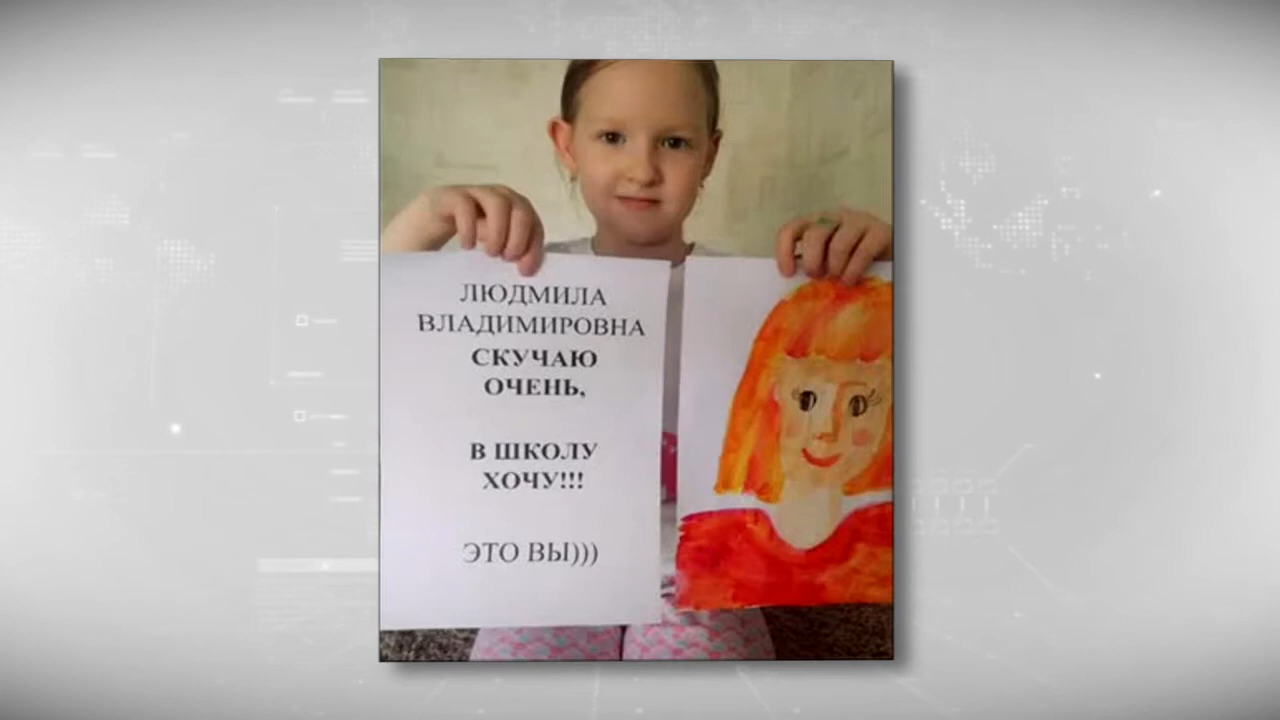 ЛЮДМИЛА
ВЛАДИМИРОВНА
СКУЧАЮ
ОЧЕНЬ,
В ШКОЛУ
ХОЧУ!!!
ЭТО ВЫ)))